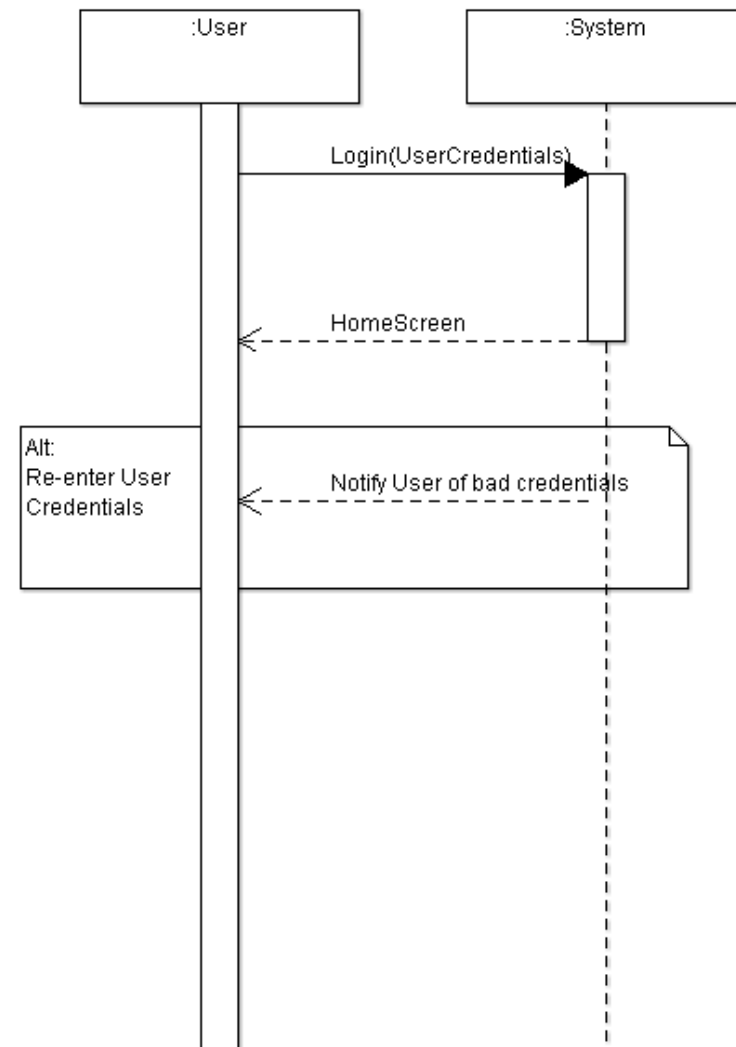 :User
:System
Login(UserCredentials)
HomeScreen
Alt:
Re-enter User
Credentials
Notify User of bad credentials